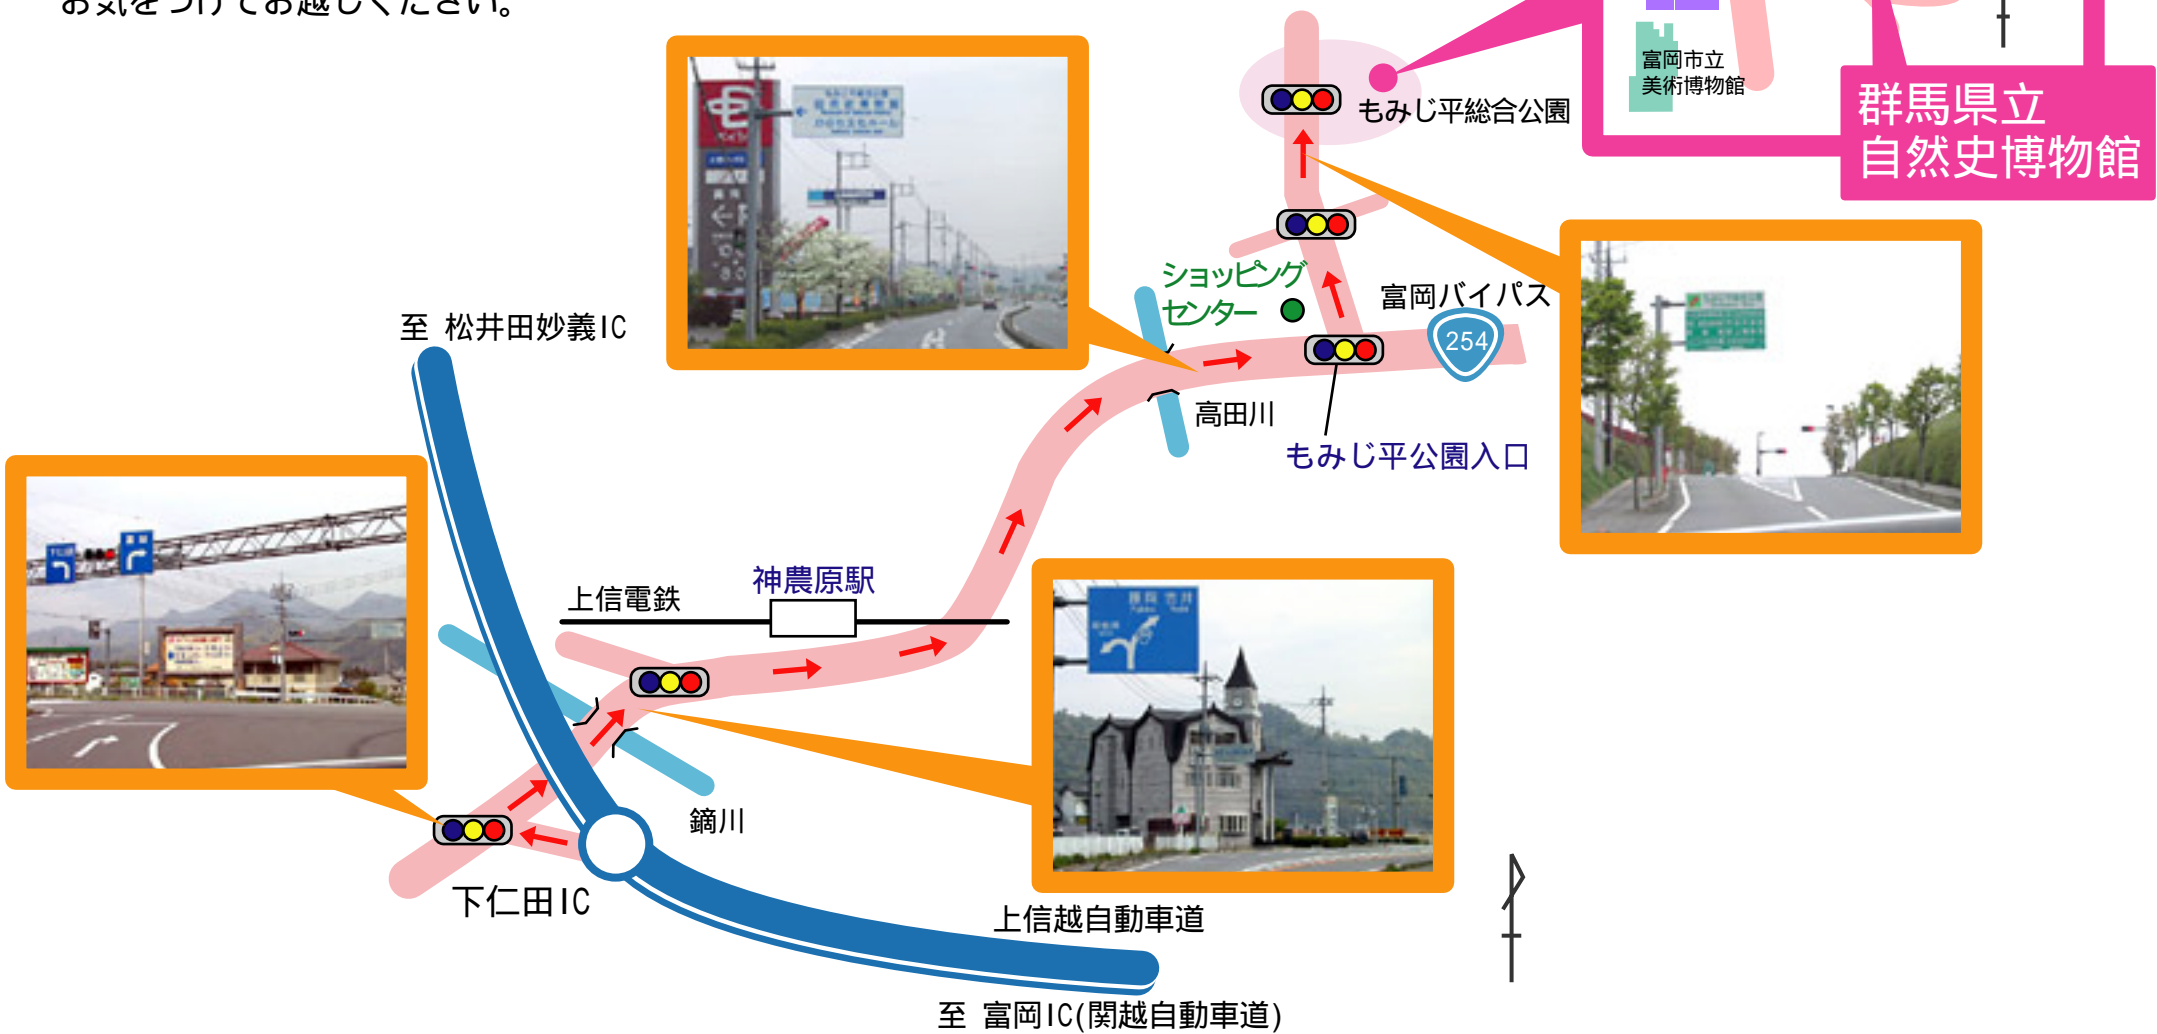 お気をつけてお越しください。
富岡市立
美術博物館
群馬県立
自然史博物館
もみじ平総合公園
ショッピング
センター
富岡バイパス
254
至 松井田妙義IC
高田川
もみじ平公園入口
神農原駅
上信電鉄
鏑川
下仁田IC
上信越自動車道
至 富岡IC(関越自動車道)